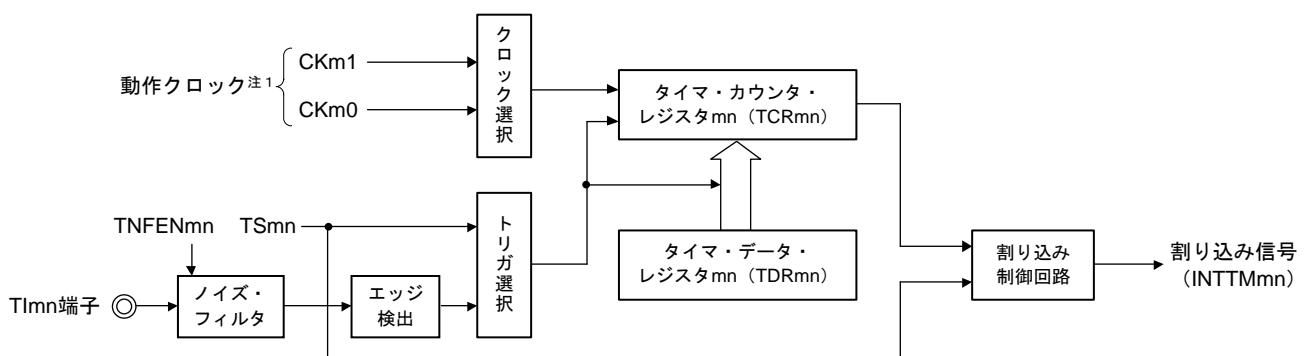 動作クロック注1
CKm1
CKm0
クロック選択
タイマ・カウンタ・
レジスタmn（TCRmn）
TNFENmn
TSmn
トリガ選択
タイマ・データ・
レジスタmn（TDRmn）
割り込み
制御回路
割り込み信号
（INTTMmn）
TImn端子
ノイズ・
フィルタ
エッジ
検出